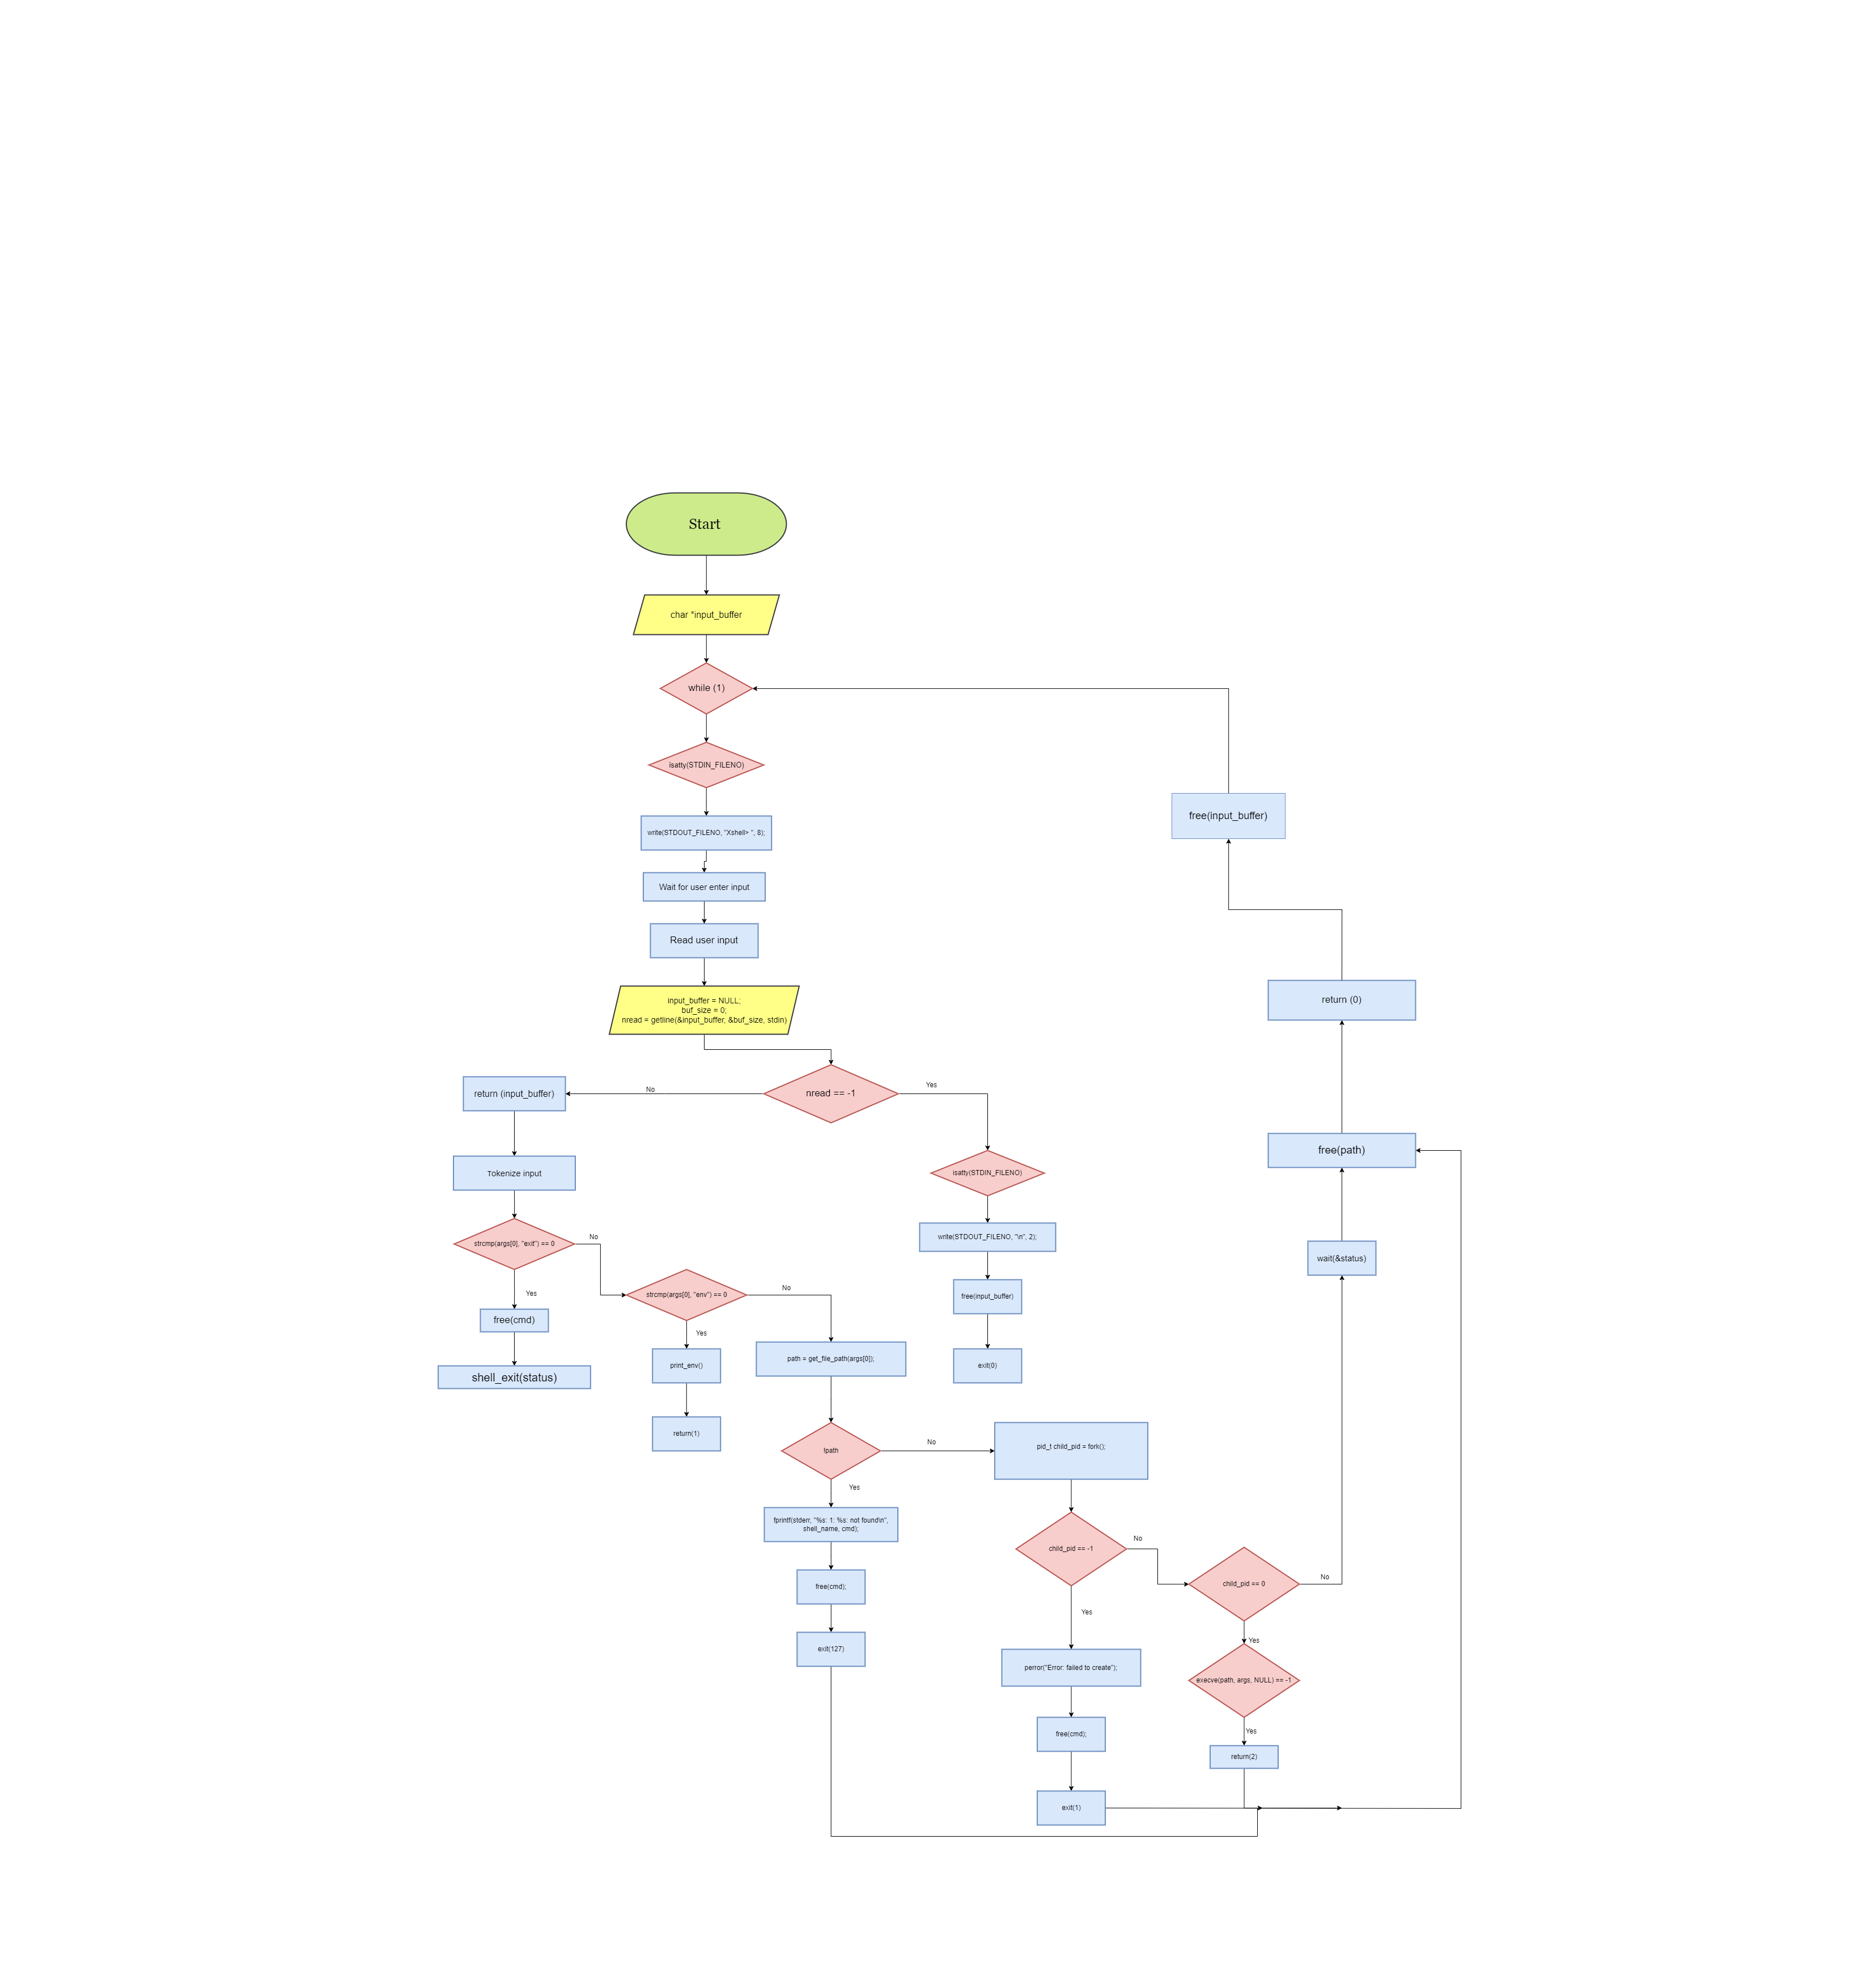 Start
char *input_buffer
while (1)
isatty(STDIN_FILENO)
write(STDOUT_FILENO, "Xshell> ", 8);
Wait for user enter input
Read user input
input_buffer = NULL;
buf_size = 0;
nread = getline(&input_buffer, &buf_size, stdin)
nread == -1
No
Yes
return (input_buffer)
Tokenize input
strcmp(args[0], "exit") == 0
No
Yes
free(cmd)
shell_exit(status)
strcmp(args[0], "env") == 0
No
Yes
print_env()
return(1)
isatty(STDIN_FILENO)
write(STDOUT_FILENO, "\n", 2);
free(input_buffer)
exit(0)
path = get_file_path(args[0]);
!path
No
Yes
fprintf(stderr, "%s: 1: %s: not found\n",
shell_name, cmd);
free(cmd);
exit(127)
pid_t child_pid = fork();
child_pid == -1
No
Yes
perror("Error: failed to create");
free(cmd);
exit(1)
child_pid == 0
No
Yes
execve(path, args, NULL) == -1
Yes
return(2)
wait(&status)
free(path)
return (0)
free(input_buffer)